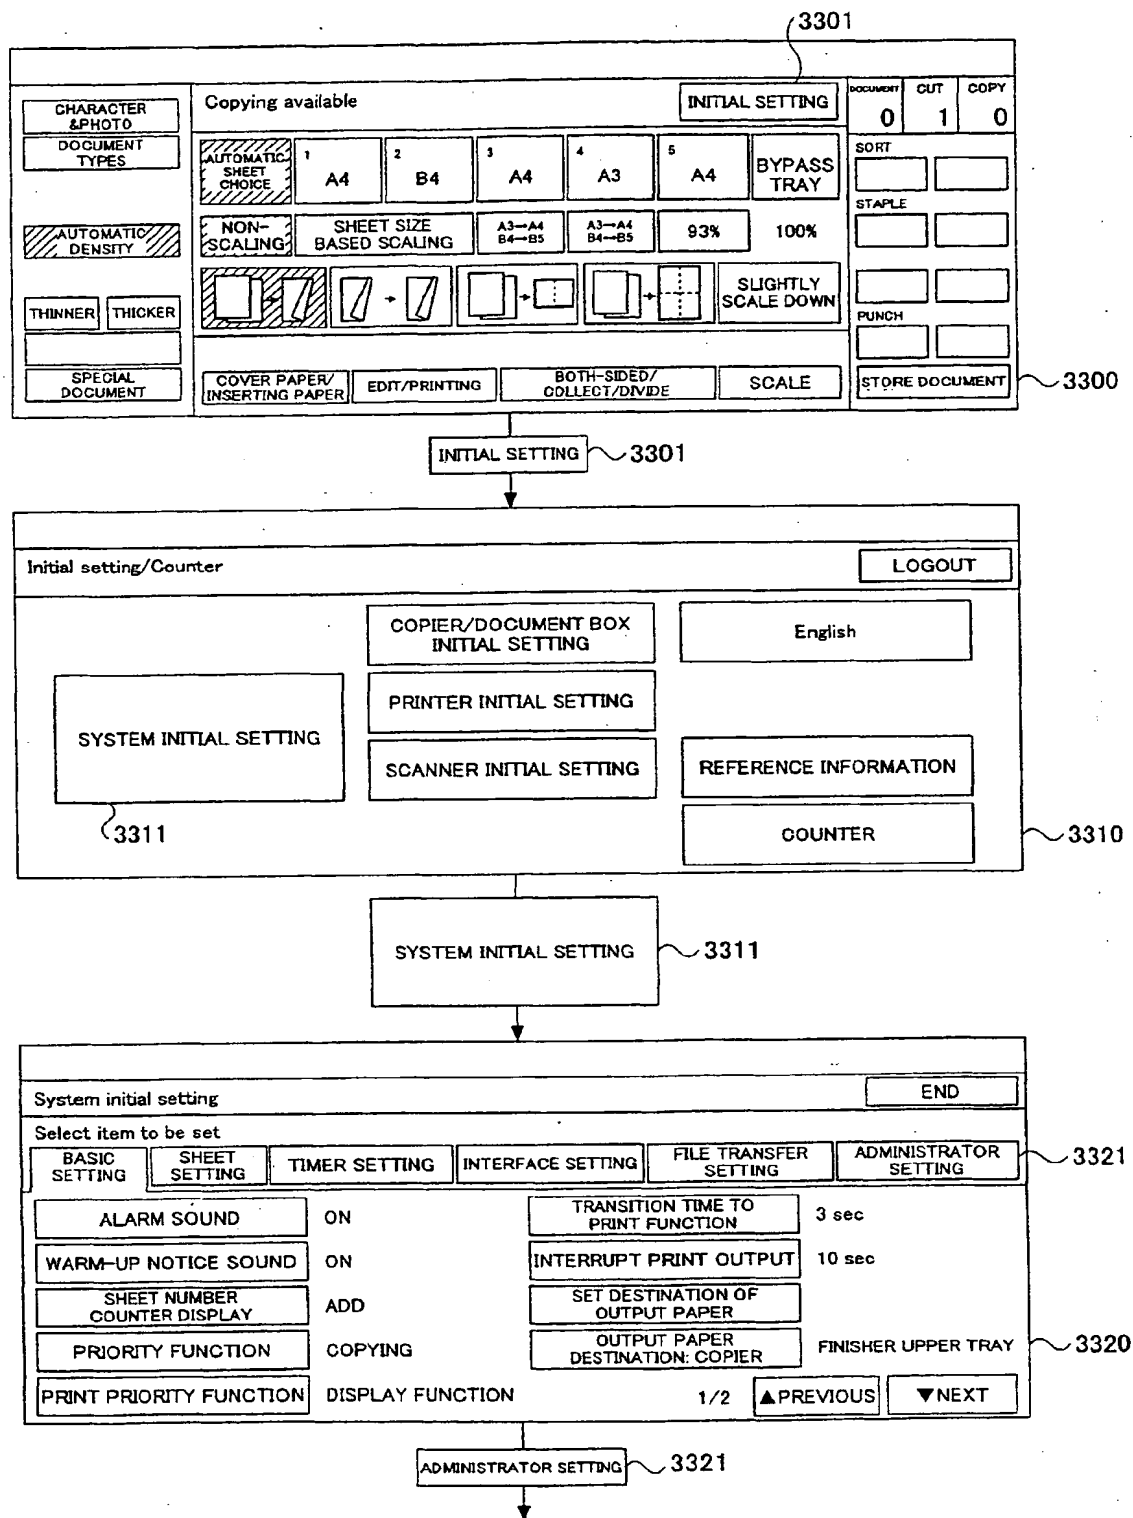 3301
Copying available
INITIAL SETTING
DOCUMENT
CUT
COPY
0
1
0
CHARACTER
&PHOTO
DOCUMENT
TYPES
AUTOMATIC
DENSITY
THINNER
THICKER
SPECIAL
DOCUMENT
AUTOMATIC
SHEET
CHOICE
1
A4
2
B4
3
A4
4
A3
5
A4
BYPASS
TRAY
NON-
SCALING
SHEET SIZE
BASED SCALING
A3→A4
B4→B5
A3→A4
B4→B5
93%
100%
SLIGHTLY
SCALE DOWN
COVER PAPER/
INSERTING PAPER
EDIT/PRINTING
BOTH-SIDED/
COLLECT/DIVIDE
SCALE
SORT
STAPLE
PUNCH
STORE DOCUMENT
3300
INITIAL SETTING
3301
Initial setting/Counter
LOGOUT
SYSTEM INITIAL SETTING
3311
COPIER/DOCUMENT BOX
INITIAL SETTING
PRINTER INITIAL SETTING
SCANNER INITIAL SETTING
English
REFERENCE INFORMATION
COUNTER
3310
SYSTEM INITIAL SETTING
3311
System initial setting
END
Select item to be set
BASIC
SETTING
SHEET
SETTING
TIMER SETTING
INTERFACE SETTING
FILE TRANSFER
SETTING
ADMINISTRATOR
SETTING
3321
ALARM SOUND
ON
TRANSITION TIME TO
PRINT FUNCTION
3 sec
WARM-UP NOTICE SOUND
ON
INTERRUPT PRINT OUTPUT
10 sec
SHEET NUMBER
COUNTER DISPLAY
ADD
SET DESTINATION OF
OUTPUT PAPER
PRIORITY FUNCTION
COPYING
OUTPUT PAPER
DESTINATION: COPIER
FINISHER UPPER TRAY
3320
PRINT PRIORITY FUNCTION
DISPLAY FUNCTION
1/2
▲PREVIOUS
▼NEXT
ADMINISTRATOR SETTING
3321